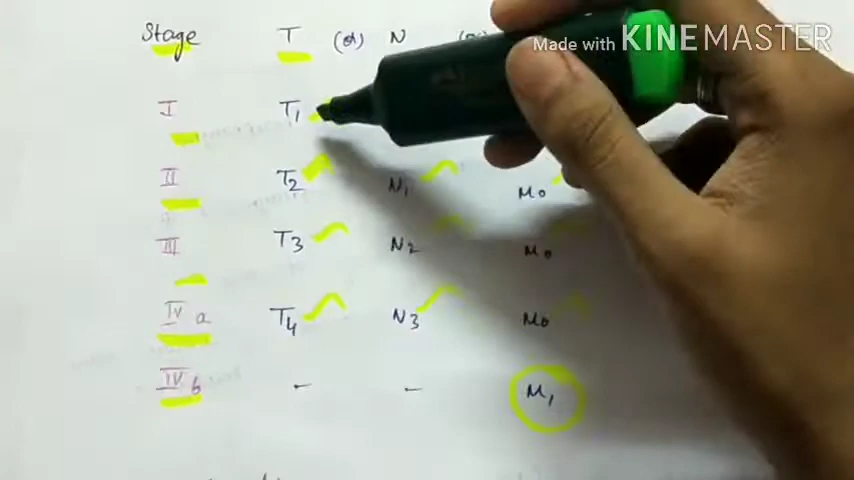 Stage T (or) N
Made with KINEMASTER
I T1
II T2 N1 M0
III T3 N2 M0
IV a T4 N3 M0
IV b - - M1